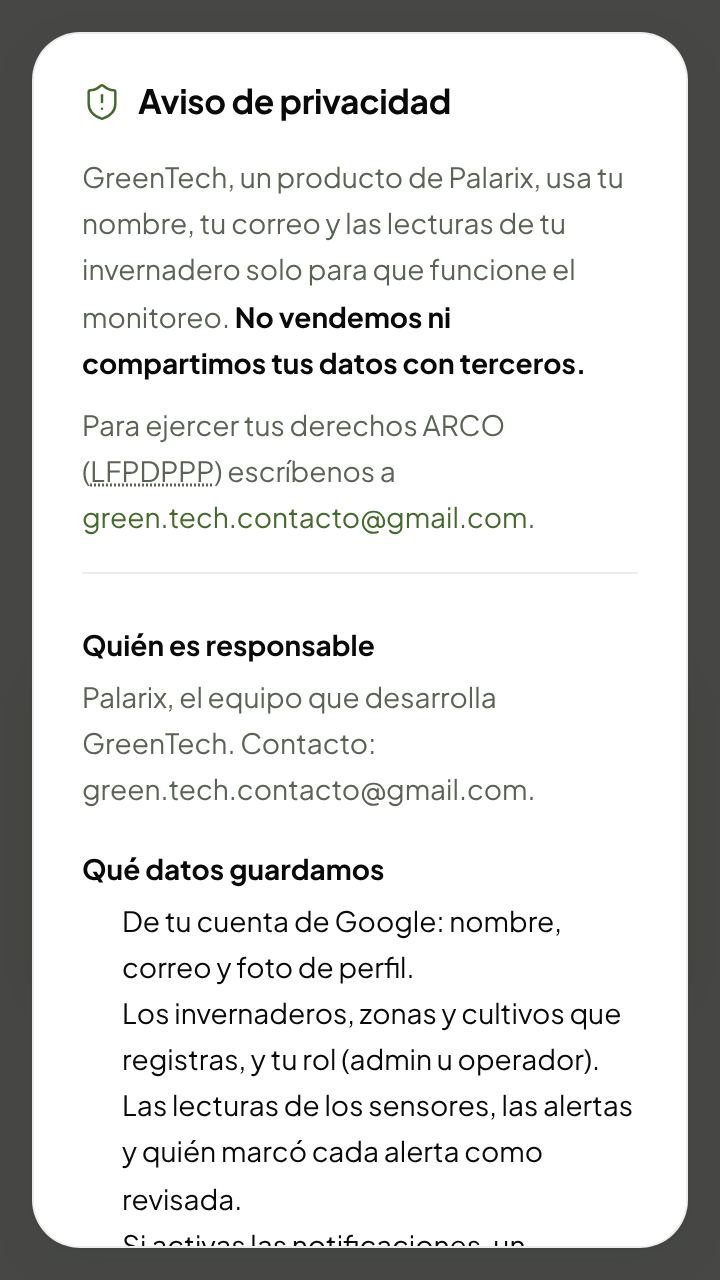 Aviso de privacidad
GreenTech, un producto de Palarix, usa tu
nombre, tu correo y las lecturas de tu
invernadero solo para que funcione el
monitoreo. No vendemos ni
compartimos tus datos con terceros.
Para ejercer tus derechos ARCO
(LFPDPPP) escríbenos a
green.tech.contacto@gmail.com.
Quién es responsable
Palarix, el equipo que desarrolla
GreenTech. Contacto:
green.tech.contacto@gmail.com.
Qué datos guardamos
De tu cuenta de Google: nombre,
correo y foto de perfil.
Los invernaderos, zonas y cultivos que
registras, y tu rol (admin u operador).
Las lecturas de los sensores, las alertas
y quién marcó cada alerta como
revisada.
Si activas las notificaciones, un